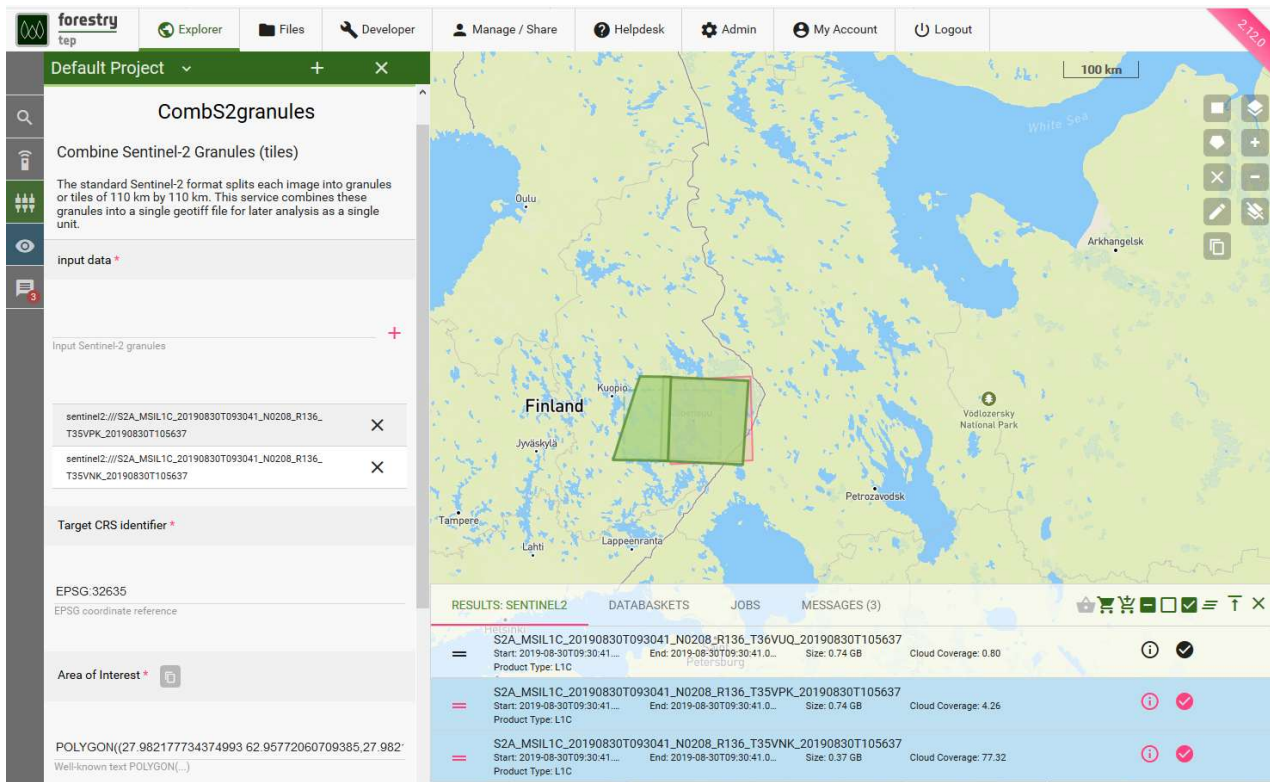 forestry
tep
Explorer
Files
Developer
Manage / Share
Helpdesk
Admin
My Account
Logout
2.12.0
Default Project
CombS2granules
Combine Sentinel-2 Granules (tiles)
The standard Sentinel-2 format splits each image into granules
or tiles of 110 km by 110 km. This service combines these
granules into a single geotiff file for later analysis as a single
unit.
input data *
Input Sentinel-2 granules
sentinel2:///S2A_MSIL1C_20190830T093041_N0208_R136_
T35VPK_20190830T105637
sentinel2:///S2A_MSIL1C_20190830T093041_N0208_R136_
T35VNK_20190830T105637
Target CRS identifier *
EPSG:32635
EPSG coordinate reference
Area of Interest *
POLYGON((27.982177734374993 62.95772060709385,27.982
Well-known text POLYGON(...)
3
100 km
White Sea
Oulu
Arkhangelsk
Kuopio
Finland
Vodlozersky
National Park
Jyväskylä
Petrozavodsk
Tampere
Lahti
Lappeenranta
Helsinki
Petersburg
RESULTS: SENTINEL2
DATABASKETS
JOBS
MESSAGES (3)
S2A_MSIL1C_20190830T093041_N0208_R136_T36VUQ_20190830T105637
Start: 2019-08-30T09:30:41.... End: 2019-08-30T09:30:41.0... Size: 0.74 GB Cloud Coverage: 0.80
Product Type: L1C
S2A_MSIL1C_20190830T093041_N0208_R136_T35VPK_20190830T105637
Start: 2019-08-30T09:30:41.... End: 2019-08-30T09:30:41.0... Size: 0.74 GB Cloud Coverage: 4.26
Product Type: L1C
S2A_MSIL1C_20190830T093041_N0208_R136_T35VNK_20190830T105637
Start: 2019-08-30T09:30:41.... End: 2019-08-30T09:30:41.0... Size: 0.37 GB Cloud Coverage: 77.32
Product Type: L1C